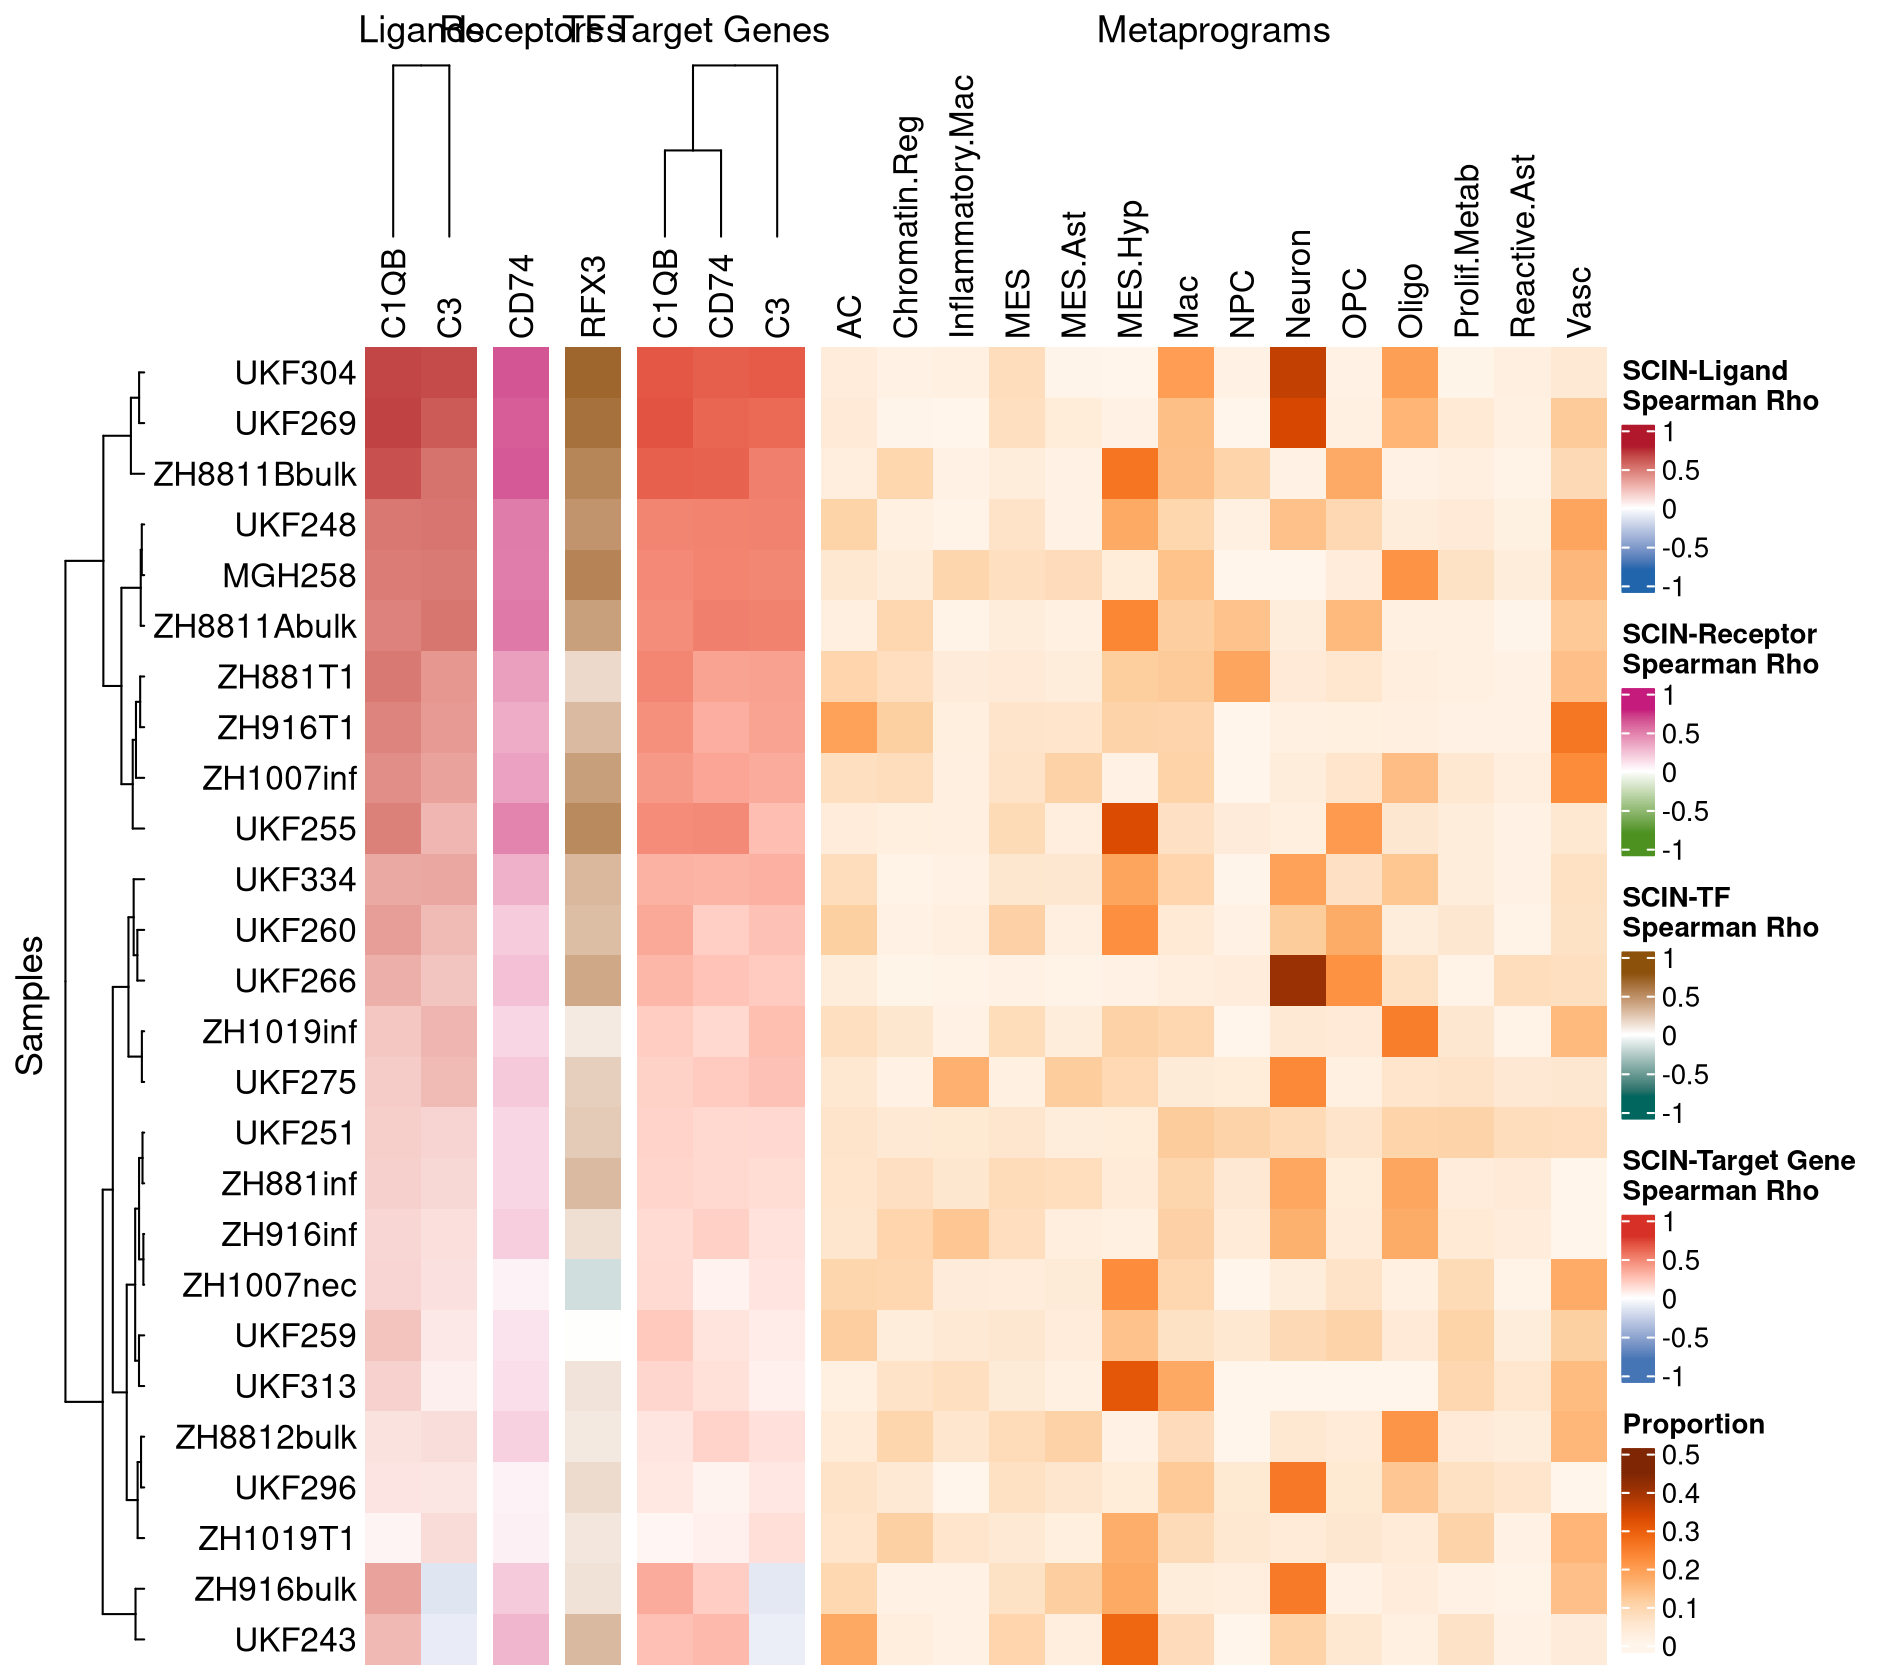 Ligands Receptors TFs Target Genes Metaprograms
C1QB C3 CD74 RFX3 C1QB CD74 C3 AC Chromatin.Reg Inflammatory.Mac MES MES.Ast MES.Hyp Mac NPC Neuron OPC Oligo Prolif.Metab Reactive.Ast Vasc
Samples
UKF304
UKF269
ZH8811Bbulk
UKF248
MGH258
ZH8811Abulk
ZH881T1
ZH916T1
ZH1007inf
UKF255
UKF334
UKF260
UKF266
ZH1019inf
UKF275
UKF251
ZH881inf
ZH916inf
ZH1007nec
UKF259
UKF313
ZH8812bulk
UKF296
ZH1019T1
ZH916bulk
UKF243
SCIN-Ligand
Spearman Rho
1
0.5
0
-0.5
-1
SCIN-Receptor
Spearman Rho
1
0.5
0
-0.5
-1
SCIN-TF
Spearman Rho
1
0.5
0
-0.5
-1
SCIN-Target Gene
Spearman Rho
1
0.5
0
-0.5
-1
Proportion
0.5
0.4
0.3
0.2
0.1
0